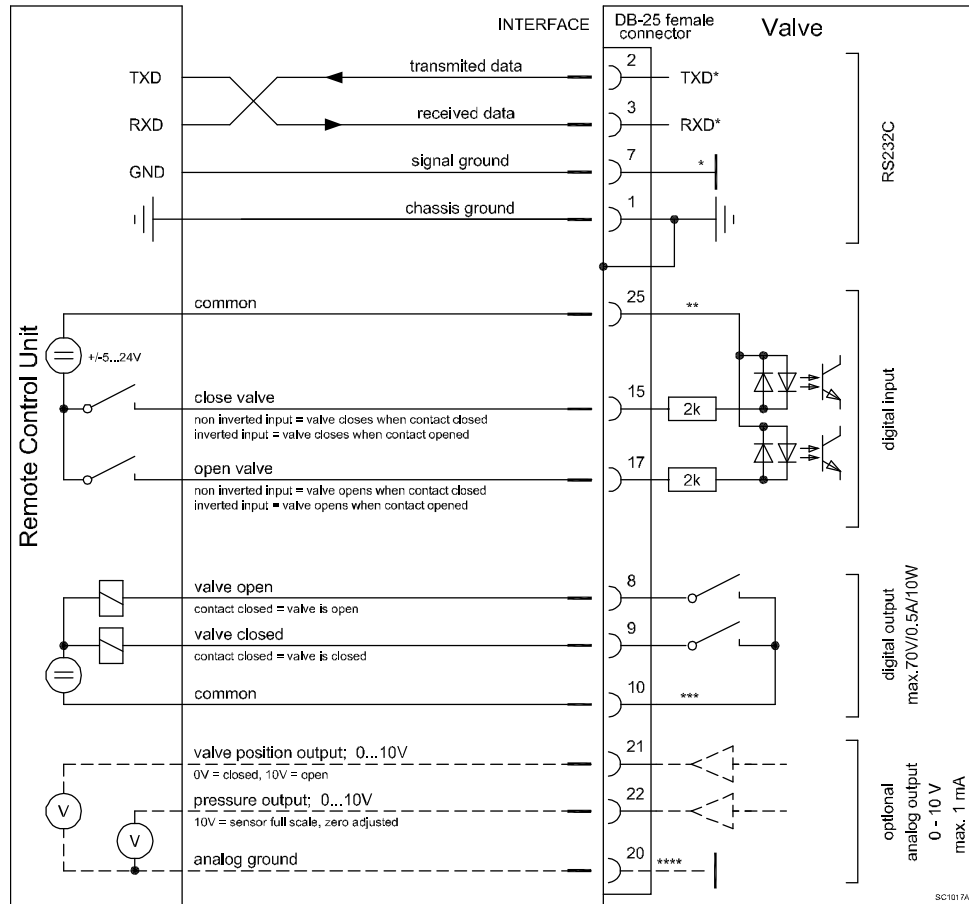 INTERFACE
DB-25 female
connector
Valve
TXD
transmited data
2
TXD*
RXD
received data
3
RXD*
GND
signal ground
7
*
chassis ground
1
RS232C
Remote Control Unit
common
25
**
+/-5...24V
close valve
15
2k
non inverted input = valve closes when contact closed
inverted input = valve closes when contact opened
open valve
17
2k
non inverted input = valve opens when contact closed
inverted input = valve opens when contact opened
digital input
valve open
8
contact closed = valve is open
valve closed
9
contact closed = valve is closed
common
10
***
digital output
max.70V/0.5A/10W
valve position output; 0...10V
21
0V = closed, 10V = open
V
pressure output; 0...10V
22
10V = sensor full scale, zero adjusted
V
analog ground
20
****
optional
analog output
0 - 10 V
max. 1 mA
SC1017A